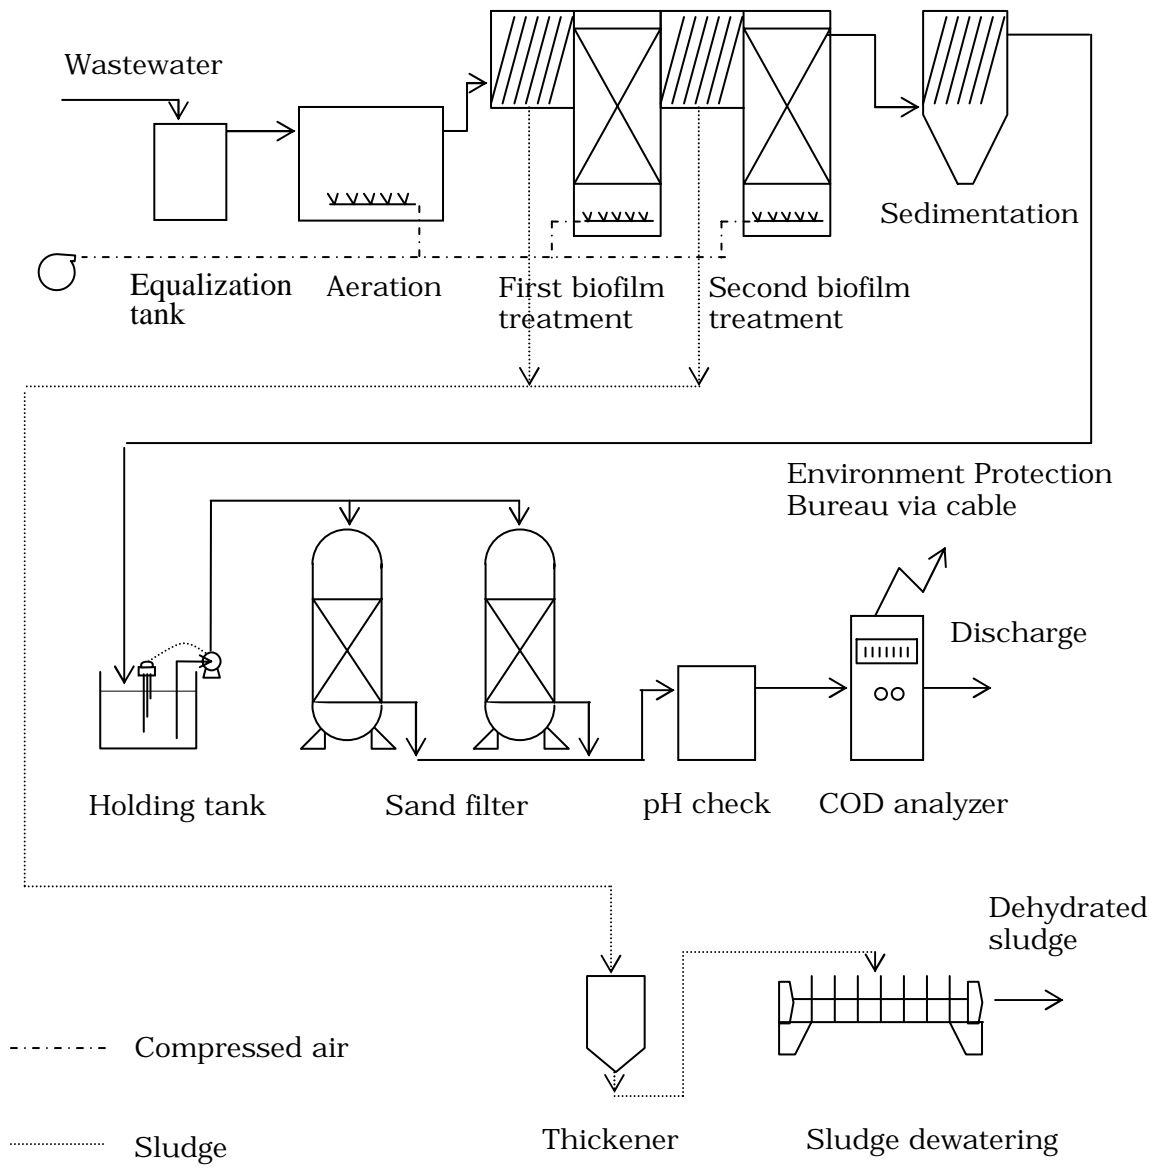 Wastewater
Sedimentation
Equalization
tank
Aeration
First biofilm
treatment
Second biofilm
treatment
Environment Protection
Bureau via cable
Discharge
Holding tank
Sand filter
pH check
COD analyzer
Dehydrated
sludge
Compressed air
Thickener
Sludge dewatering
Sludge